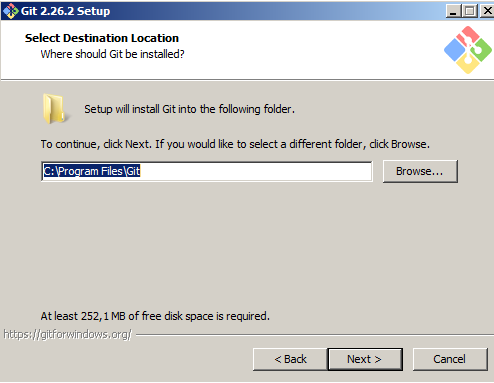 Git 2.26.2 Setup
Select Destination Location
Where should Git be installed?
Setup will install Git into the following folder.
To continue, click Next. If you would like to select a different folder, click Browse.
C:\Program Files\Git
Browse...
At least 252,1 MB of free disk space is required.
https://gitforwindows.org/
< Back
Next >
Cancel